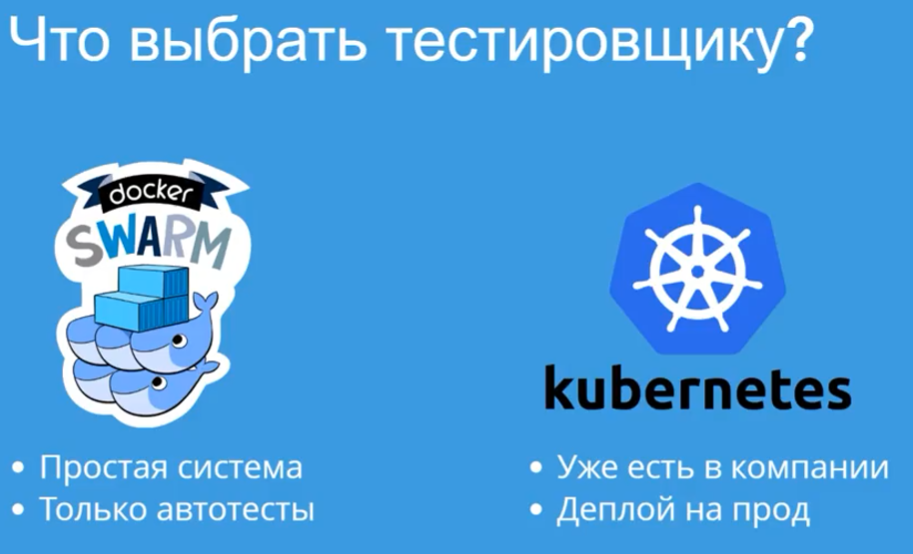 Что выбрать тестировщику?
docker
SWARM
kubernetes
• Простая система
• Только автотесты
• Уже есть в компании
• Деплой на прод